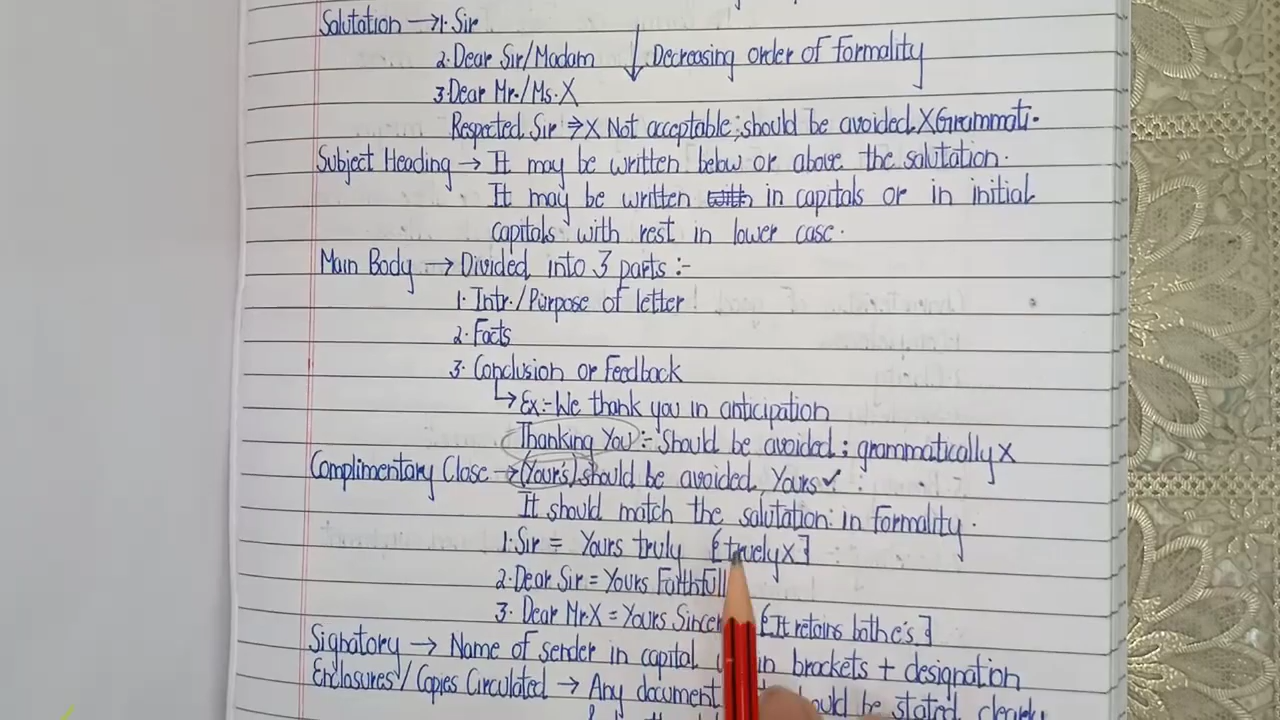 Salutation → 1. Sir
2. Dear Sir/Madam ↓ Decreasing order of formality
3. Dear Mr./Ms. X
Respected Sir ⇒ X Not acceptable; should be avoided. X Grammati.
Subject Heading → It may be written below or above the salutation.
It may be written in capitals or in initial
capitals with rest in lower case.
Main Body → Divided into 3 parts :-
1. Intr./Purpose of letter
2. Facts
3. Conclusion or Feedback
↳ Ex:- We thank you in anticipation
Thanking You :- Should be avoided ; grammatically X
Complimentary Close → (Your's) should be avoided, Yours ✓
It should match the salutation in formality.
1. Sir = Yours truly [truely X]
2. Dear Sir = Yours
3. Dear Mr. X = Yours [It retains both e's]
Signatory → Name of sender in capital in brackets + designation
Enclosures / Copies Circulated → Any document should be stated clearly